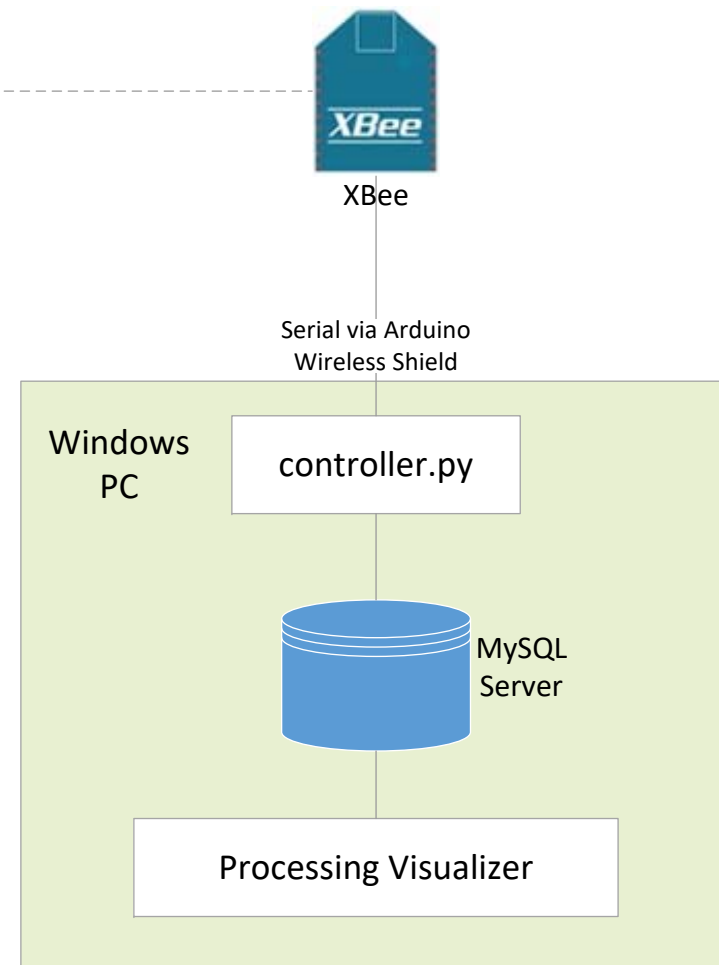 XBee
XBee
Serial via Arduino
Wireless Shield
Windows
PC
controller.py
MySQL
Server
Processing Visualizer